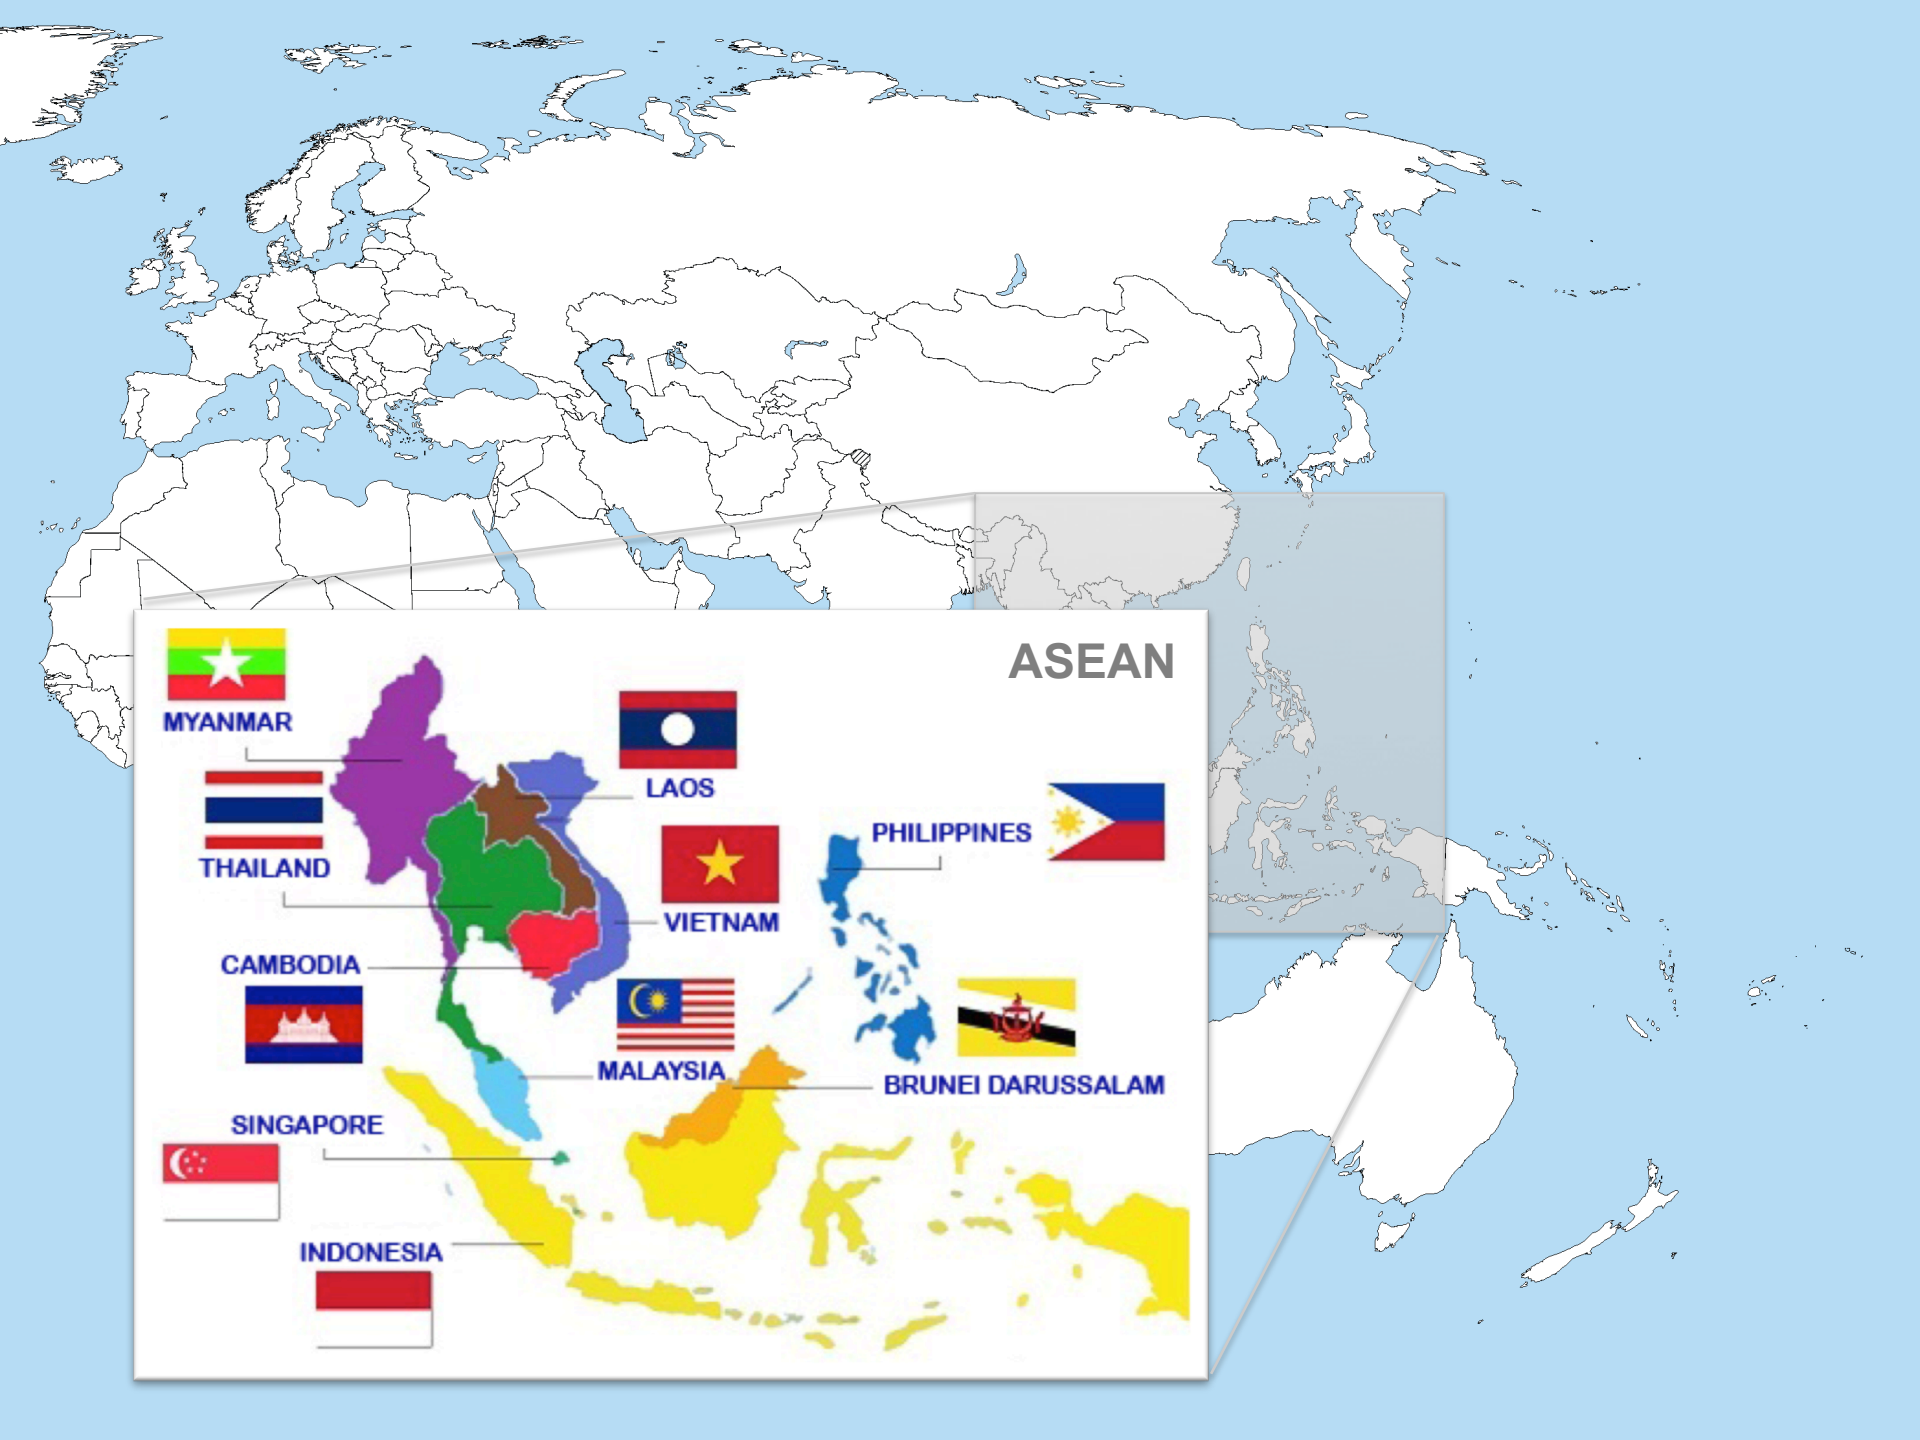 ASEAN
MYANMAR
LAOS
THAILAND
PHILIPPINES
VIETNAM
CAMBODIA
MALAYSIA
BRUNEI DARUSSALAM
SINGAPORE
INDONESIA